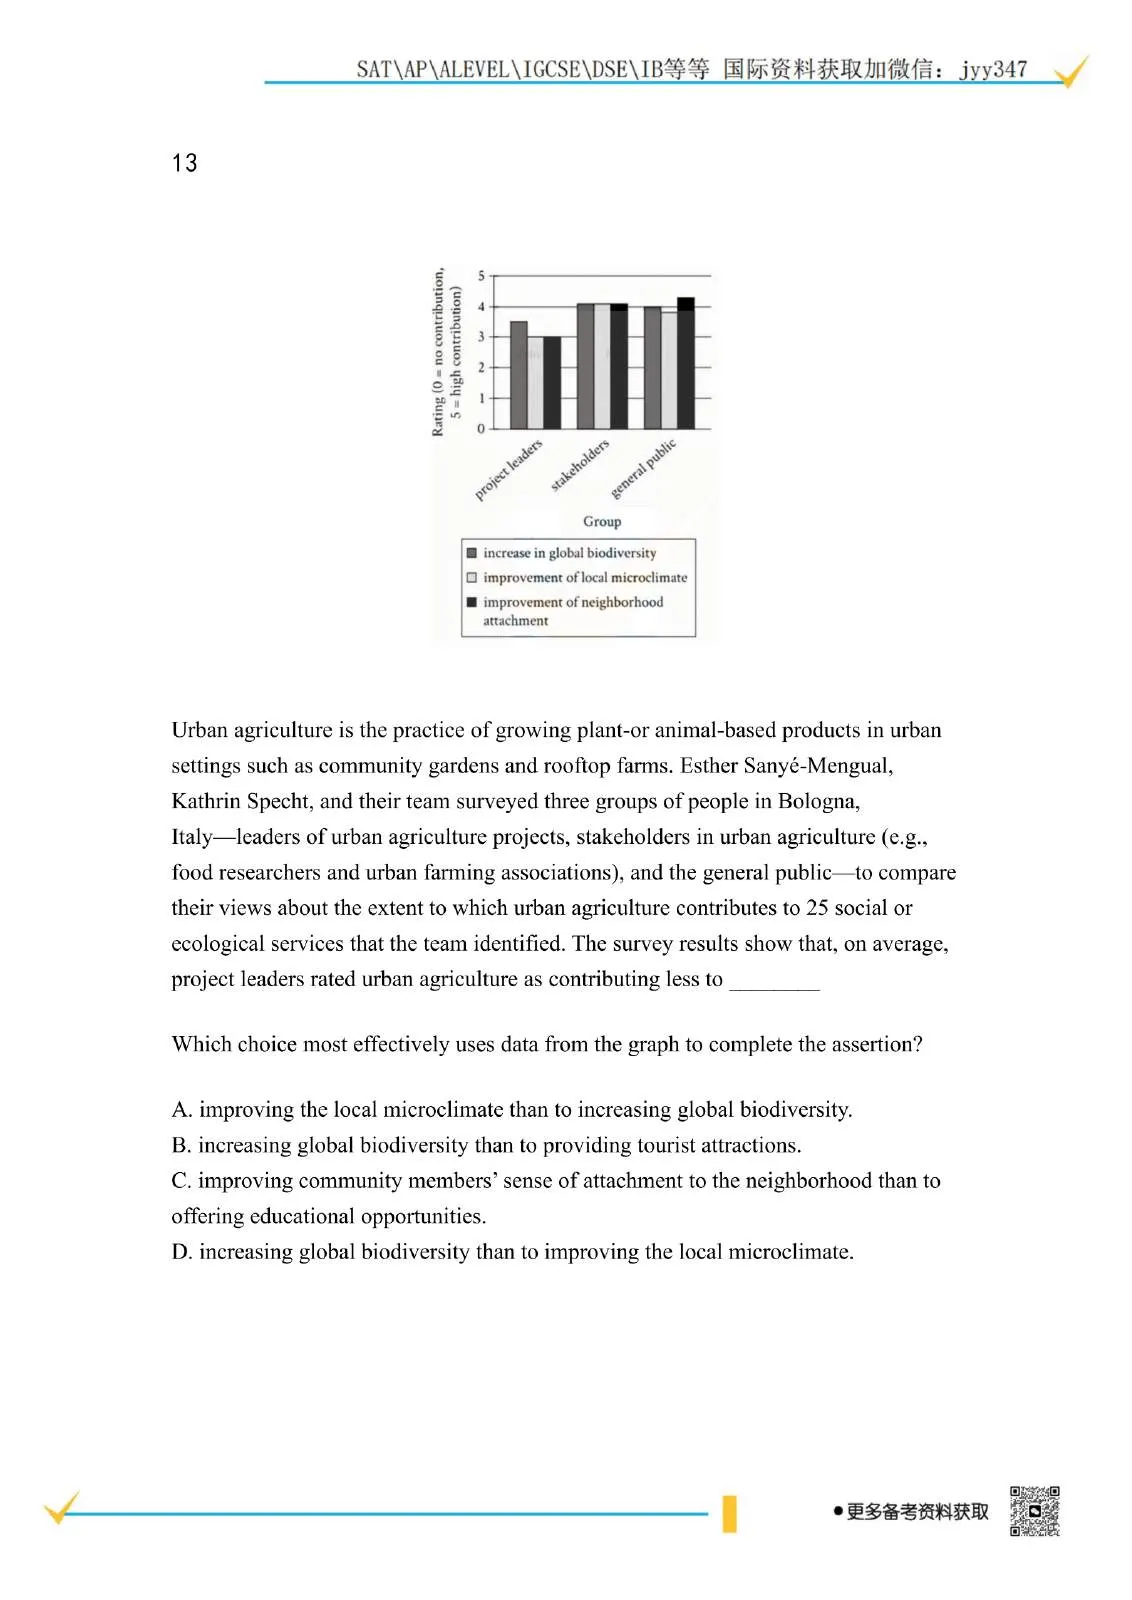 SAT\AP\ALEVEL\IGCSE\DSE\IB等等 国际资料获取加微信：jyy347
13
Rating (0 = no contribution,
5 = high contribution)
5
4
3
2
1
0
project leaders
stakeholders
general public
Group
increase in global biodiversity
improvement of local microclimate
improvement of neighborhood
attachment
Urban agriculture is the practice of growing plant-or animal-based products in urban
settings such as community gardens and rooftop farms. Esther Sanyé-Mengual,
Kathrin Specht, and their team surveyed three groups of people in Bologna,
Italy—leaders of urban agriculture projects, stakeholders in urban agriculture (e.g.,
food researchers and urban farming associations), and the general public—to compare
their views about the extent to which urban agriculture contributes to 25 social or
ecological services that the team identified. The survey results show that, on average,
project leaders rated urban agriculture as contributing less to ________
Which choice most effectively uses data from the graph to complete the assertion?
A. improving the local microclimate than to increasing global biodiversity.
B. increasing global biodiversity than to providing tourist attractions.
C. improving community members’ sense of attachment to the neighborhood than to
offering educational opportunities.
D. increasing global biodiversity than to improving the local microclimate.
●更多备考资料获取